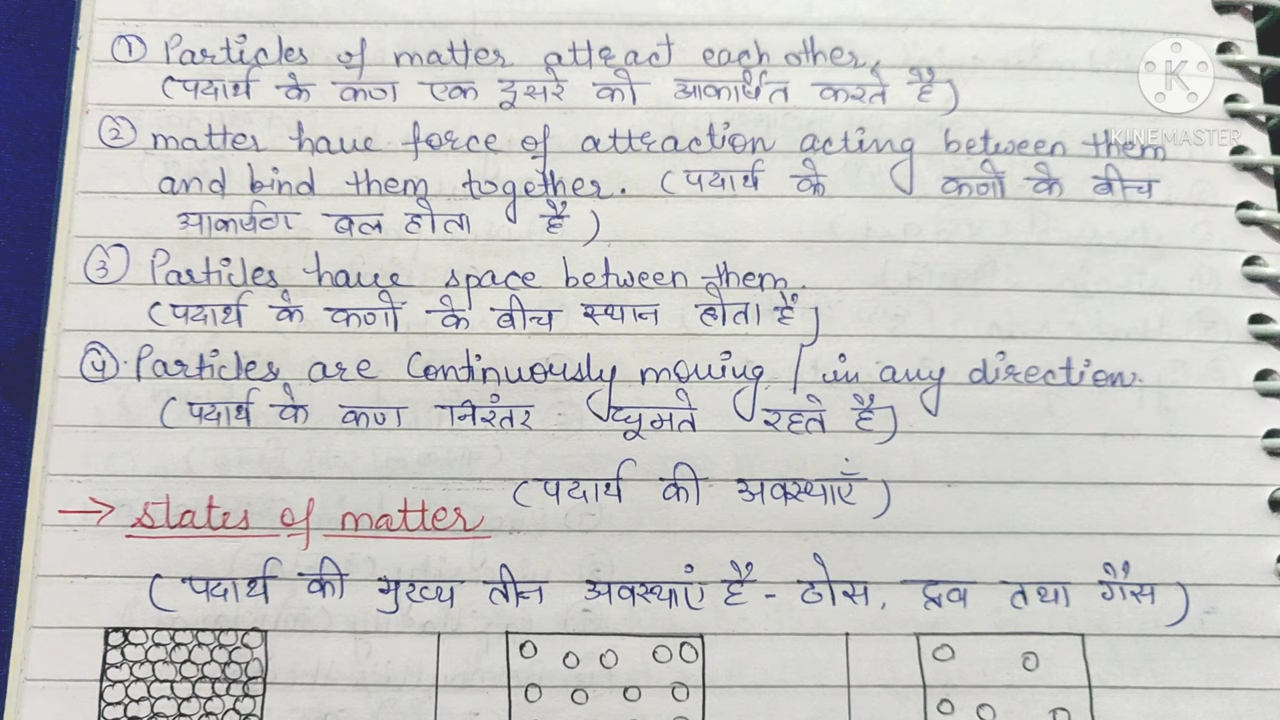 ① Particles of matter attract each other,
(पदार्थ के कण एक दूसरे को आकर्षित करते है)
② matter have force of attraction acting between them
and bind them together. (पदार्थ के कणो के बीच
आकर्षण बल होता है)
③ Particles have space between them.
(पदार्थ के कणों के बीच स्थान होता है)
④ Particles are continuously moving / in any direction.
(पदार्थ के कण निरंतर घूमते रहते है)
(पदार्थ की अवस्थाएँ)
→ states of matter
(पदार्थ की मुख्य तीन अवस्थाएं है - ठोस, द्रव तथा गैस)
K
KINEMASTER